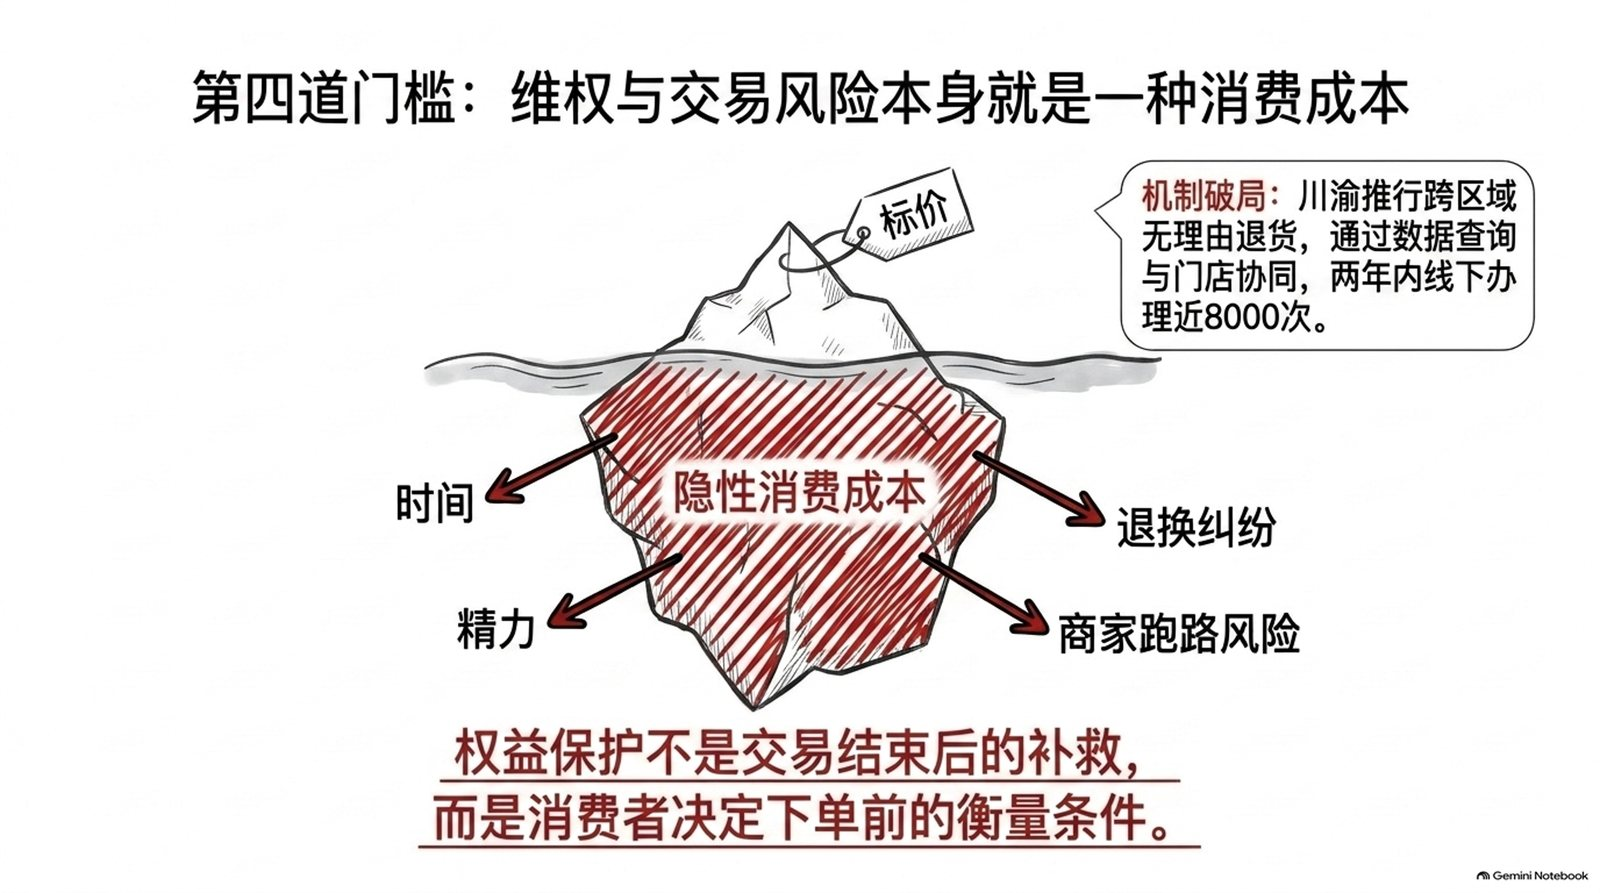 第四道门槛：维权与交易风险本身就是一种消费成本
标价
机制破局：川渝推行跨区域
无理由退货，通过数据查询
与门店协同，两年内线下办
理近8000次。
隐性消费成本
时间
退换纠纷
精力
商家跑路风险
权益保护不是交易结束后的补救，
而是消费者决定下单前的衡量条件。
Gemini Notebook